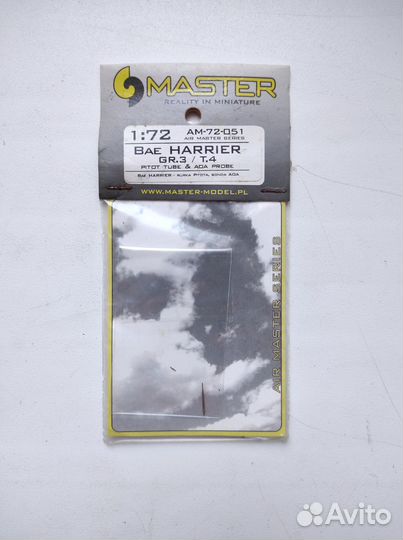 MASTER
REALITY IN MINIATURE
1:72 AM-72-051
AIR MASTER SERIES
BAE HARRIER
GR.3 / T.4
PITOT TUBE & AOA PROBE
BAE HARRIER - RURKA PITOTA, SONDA AOA
WWW.MASTER-MODEL.PL
AIR MASTER SERIES
Avito